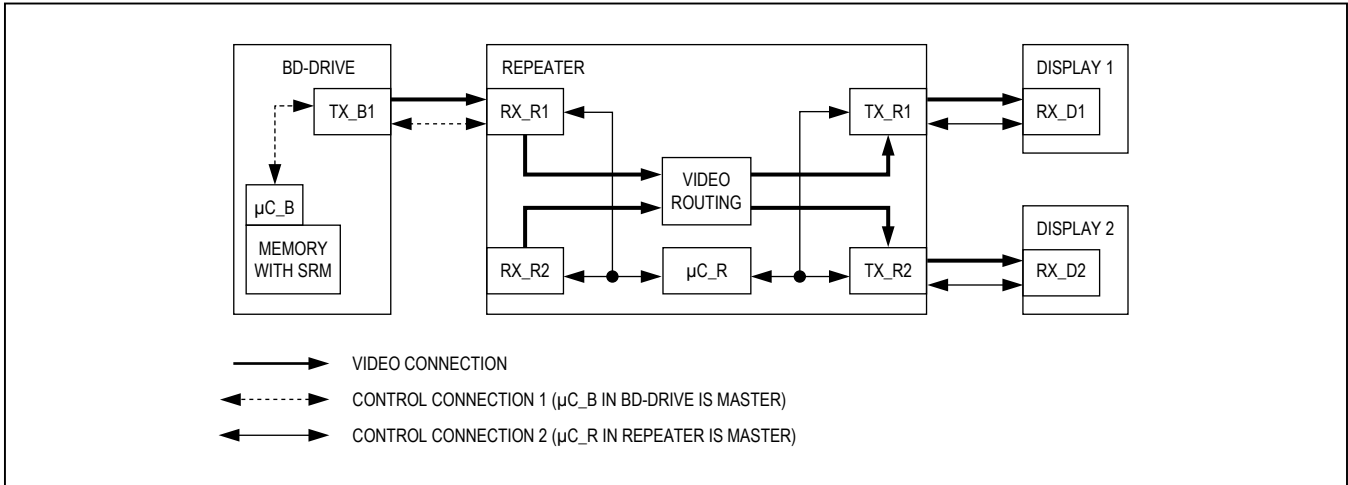 BD-DRIVE
TX_B1
µC_B
MEMORY
WITH SRM
REPEATER
RX_R1
RX_R2
VIDEO
ROUTING
µC_R
TX_R1
TX_R2
DISPLAY 1
RX_D1
DISPLAY 2
RX_D2
VIDEO CONNECTION
CONTROL CONNECTION 1 (µC_B IN BD-DRIVE IS MASTER)
CONTROL CONNECTION 2 (µC_R IN REPEATER IS MASTER)